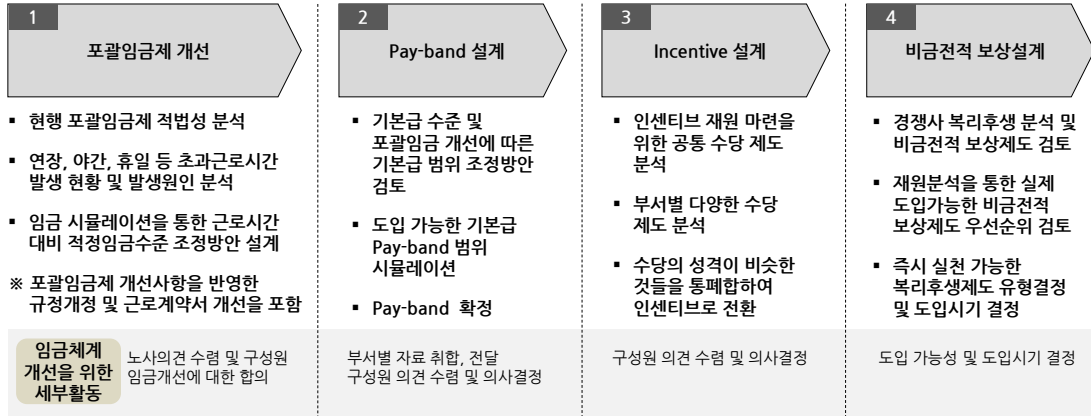 1
포괄임금제 개선
▪ 현행 포괄임금제 적법성 분석
▪ 연장, 야간, 휴일 등 초과근로시간
발생 현황 및 발생원인 분석
▪ 임금 시뮬레이션을 통한 근로시간
대비 적정임금수준 조정방안 설계
※ 포괄임금제 개선사항을 반영한
규정개정 및 근로계약서 개선을 포함
2
Pay-band 설계
▪ 기본급 수준 및
포괄임금 개선에 따른
기본급 범위 조정방안
검토
▪ 도입 가능한 기본급
Pay-band 범위
시뮬레이션
▪ Pay-band 확정
3
Incentive 설계
▪ 인센티브 재원 마련을
위한 공통 수당 제도
분석
▪ 부서별 다양한 수당
제도 분석
▪ 수당의 성격이 비슷한
것들을 통폐합하여
인센티브로 전환
4
비금전적 보상설계
▪ 경쟁사 복리후생 분석 및
비금전적 보상제도 검토
▪ 재원분석을 통한 실제
도입가능한 비금전적
보상제도 우선순위 검토
▪ 즉시 실천 가능한
복리후생제도 유형결정
및 도입시기 결정
임금체계
개선을 위한
세부활동
노사의견 수렴 및 구성원
임금개선에 대한 합의
부서별 자료 취합, 전달
구성원 의견 수렴 및 의사결정
구성원 의견 수렴 및 의사결정
도입 가능성 및 도입시기 결정